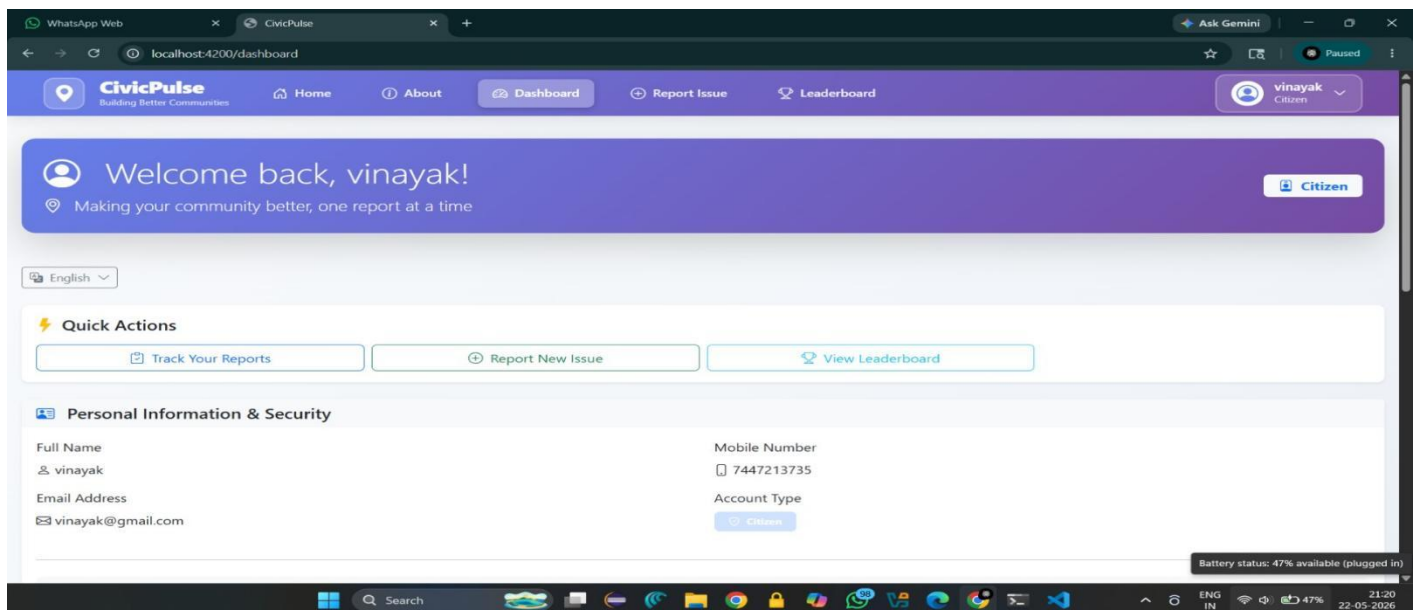 WhatsApp Web
CivicPulse
Ask Gemini
localhost:4200/dashboard
Paused
CivicPulse
Building Better Communities
Home
About
Dashboard
Report Issue
Leaderboard
vinayak
Citizen
Welcome back, vinayak!
Making your community better, one report at a time
Citizen
English
Quick Actions
Track Your Reports
Report New Issue
View Leaderboard
Personal Information & Security
Full Name
Mobile Number
vinayak
7447213735
Email Address
Account Type
vinayak@gmail.com
Citizen
Battery status: 47% available (plugged in)
Search
98
ENG
IN
47%
21:20
22-05-2026